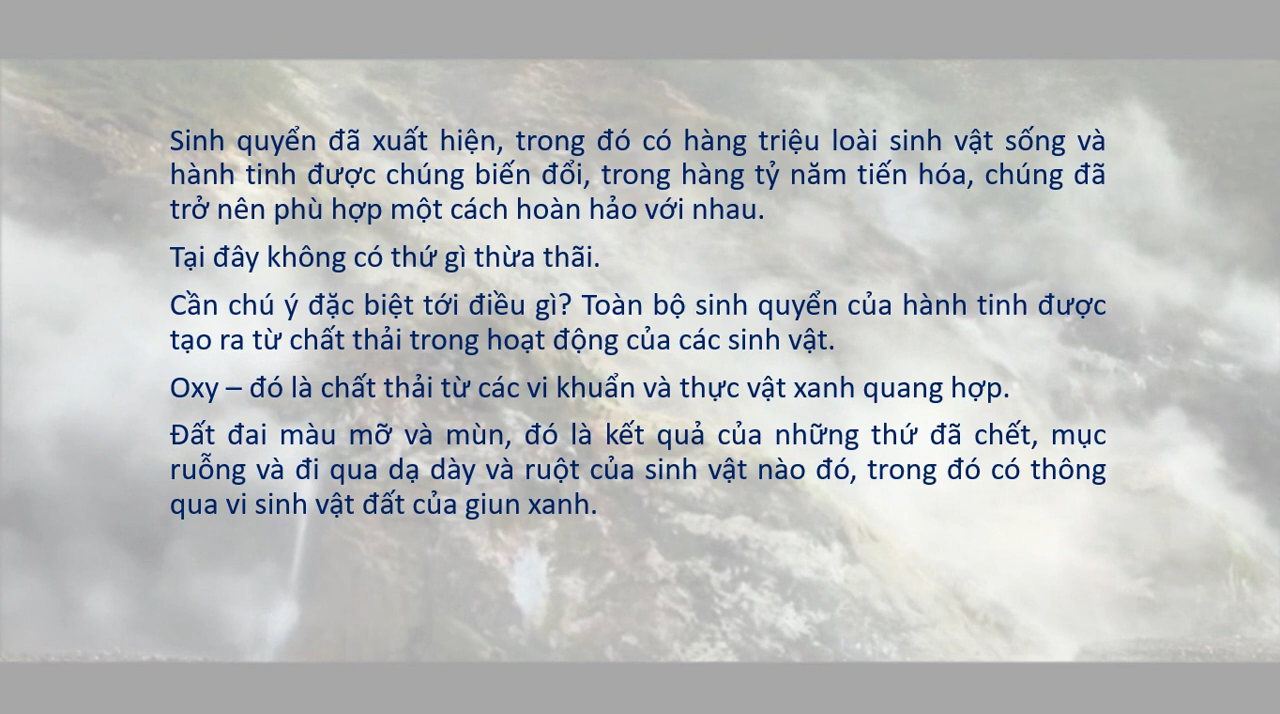 Sinh quyển đã xuất hiện, trong đó có hàng triệu loài sinh vật sống và
hành tinh được chúng biến đổi, trong hàng tỷ năm tiến hóa, chúng đã
trở nên phù hợp một cách hoàn hảo với nhau.
Tại đây không có thứ gì thừa thãi.
Cần chú ý đặc biệt tới điều gì? Toàn bộ sinh quyển của hành tinh được
tạo ra từ chất thải trong hoạt động của các sinh vật.
Oxy – đó là chất thải từ các vi khuẩn và thực vật xanh quang hợp.
Đất đai màu mỡ và mùn, đó là kết quả của những thứ đã chết, mục
ruỗng và đi qua dạ dày và ruột của sinh vật nào đó, trong đó có thông
qua vi sinh vật đất của giun xanh.